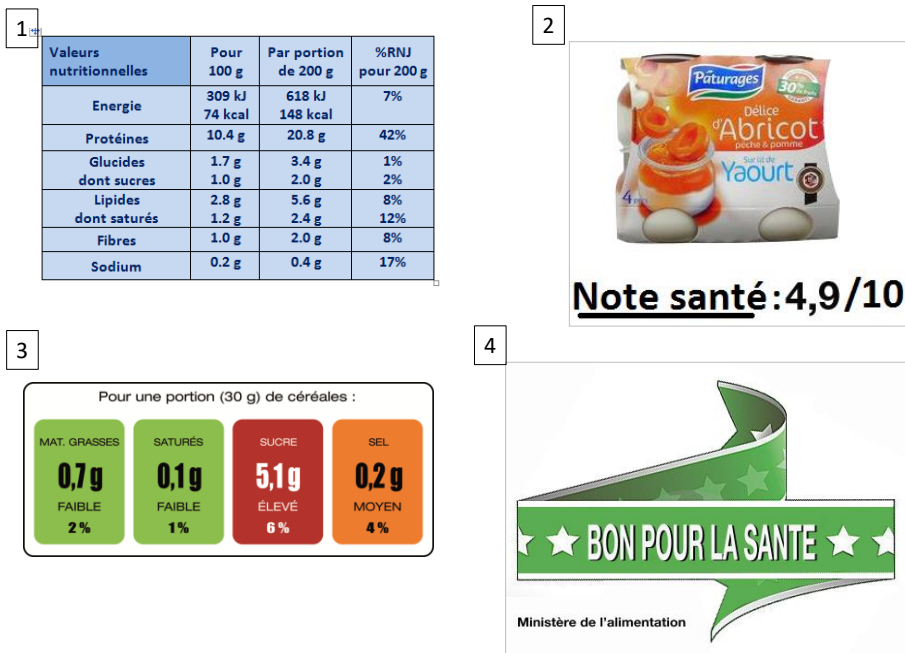 1
Valeurs nutritionnelles Pour 100 g Par portion de 200 g %RNJ pour 200 g
Energie 309 kJ 74 kcal 618 kJ 148 kcal 7%
Protéines 10.4 g 20.8 g 42%
Glucides 1.7 g 3.4 g 1%
dont sucres 1.0 g 2.0 g 2%
Lipides 2.8 g 5.6 g 8%
dont saturés 1.2 g 2.4 g 12%
Fibres 1.0 g 2.0 g 8%
Sodium 0.2 g 0.4 g 17%
2
Pâturages
30%
Délice
d'Abricot
pêche & pomme
Sur lit de
Yaourt
4
Note santé : 4,9/10
3
Pour une portion (30 g) de céréales :
MAT. GRASSES SATURÉS SUCRE SEL
0,7g 0,1g 5,1g 0,2g
FAIBLE FAIBLE ÉLEVÉ MOYEN
2% 1% 6% 4%
4
BON POUR LA SANTE
Ministère de l'alimentation